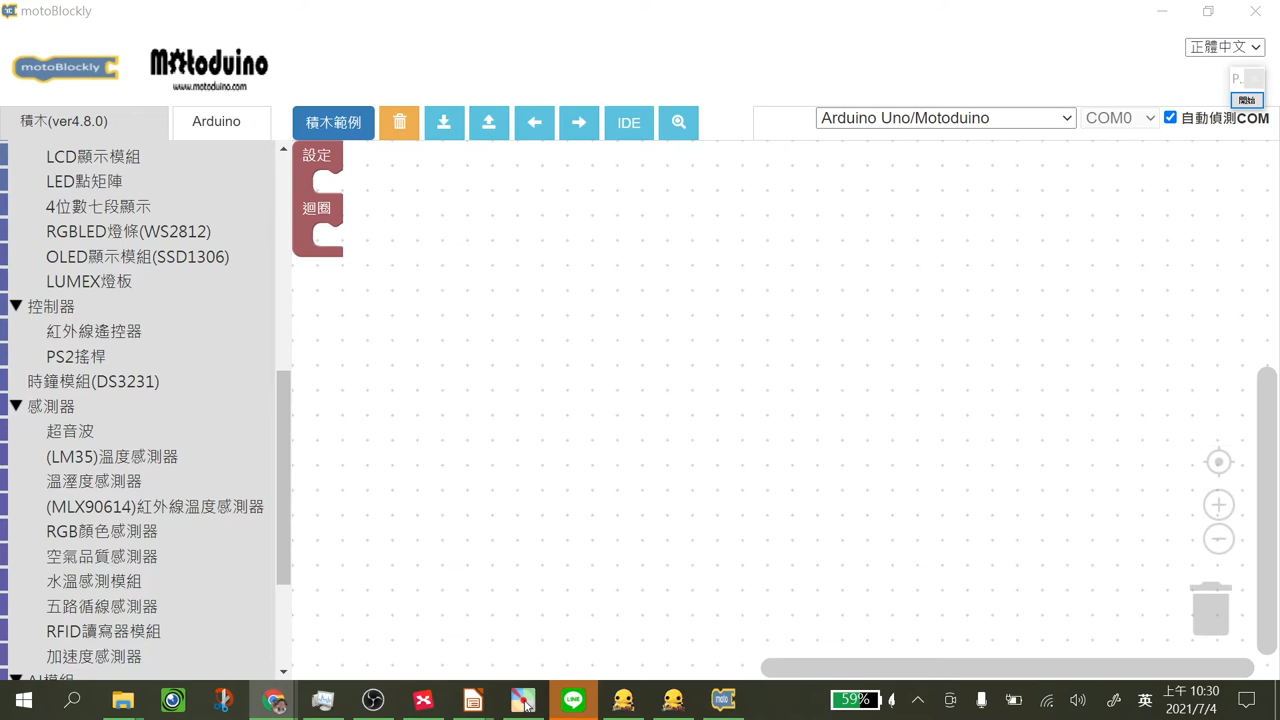 motoBlockly
motoBlockly
Motoduino
www.motoduino.com
正體中文
P..
開始
積木(ver4.8.0)
Arduino
積木範例
IDE
Arduino Uno/Motoduino
COM0
自動偵測COM
LCD顯示模組
LED點矩陣
4位數七段顯示
RGBLED燈條(WS2812)
OLED顯示模組(SSD1306)
LUMEX燈板
控制器
紅外線遙控器
PS2搖桿
時鐘模組(DS3231)
感測器
超音波
(LM35)溫度感測器
溫溼度感測器
(MLX90614)紅外線溫度感測器
RGB顏色感測器
空氣品質感測器
水溫感測模組
五路循線感測器
RFID讀寫器模組
加速度感測器
AI模組
設定
迴圈
LINE
moto
59%
英
上午 10:30
2021/7/4